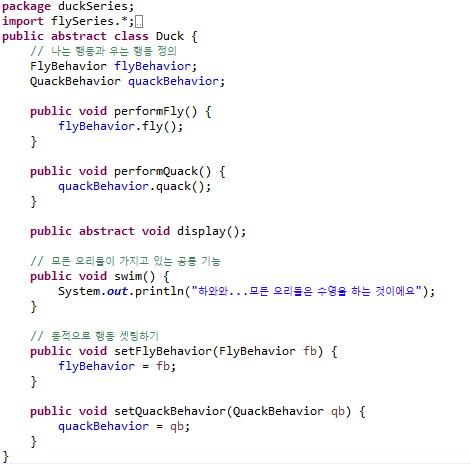 package duckSeries;
import flySeries.*;
public abstract class Duck {
// 나는 행동과 우는 행동 정의
FlyBehavior flyBehavior;
QuackBehavior quackBehavior;
public void performFly() {
flyBehavior.fly();
}
public void performQuack() {
quackBehavior.quack();
}
public abstract void display();
// 모든 오리들이 가지고 있는 공통 기능
public void swim() {
System.out.println("하와와...모든 오리들은 수영을 하는 것이에요");
}
// 동적으로 행동 셋팅하기
public void setFlyBehavior(FlyBehavior fb) {
flyBehavior = fb;
}
public void setQuackBehavior(QuackBehavior qb) {
quackBehavior = qb;
}
}